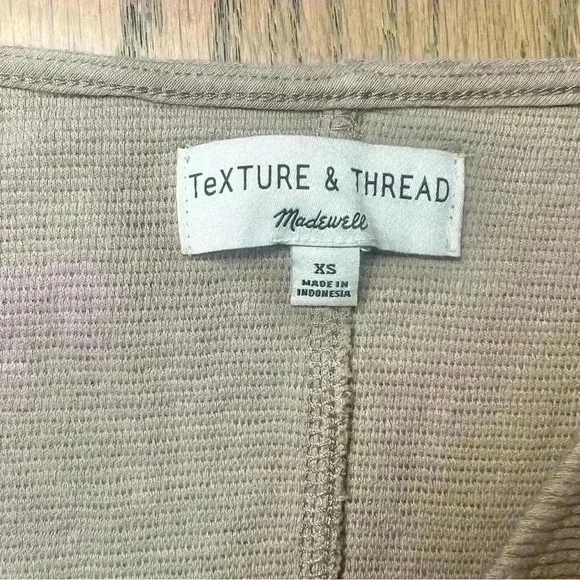 TeXTURE & THREAD
Madewell
XS
MADE IN
INDONESIA